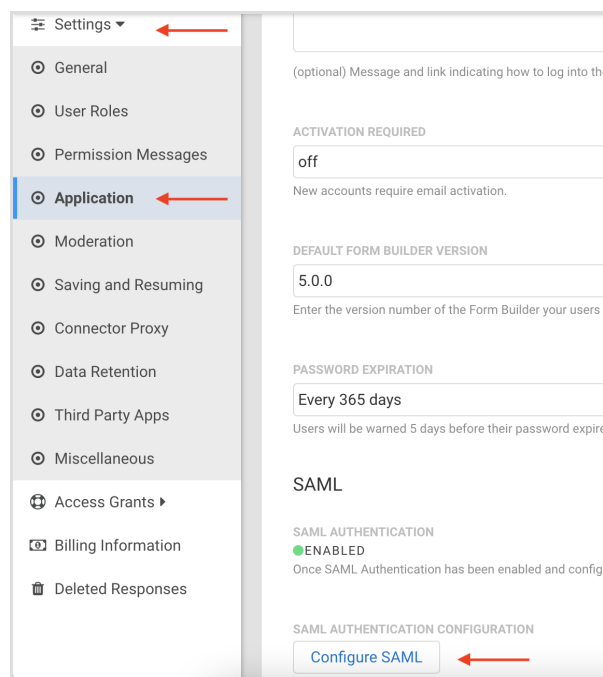 Settings
General
User Roles
Permission Messages
Application
Moderation
Saving and Resuming
Connector Proxy
Data Retention
Third Party Apps
Miscellaneous
Access Grants
Billing Information
Deleted Responses
(optional) Message and link indicating how to log into
ACTIVATION REQUIRED
off
New accounts require email activation.
DEFAULT FORM BUILDER VERSION
5.0.0
Enter the version number of the Form Builder your users
PASSWORD EXPIRATION
Every 365 days
Users will be warned 5 days before their password
SAML
SAML AUTHENTICATION
ENABLED
Once SAML Authentication has been enabled and
SAML AUTHENTICATION CONFIGURATION
Configure SAML